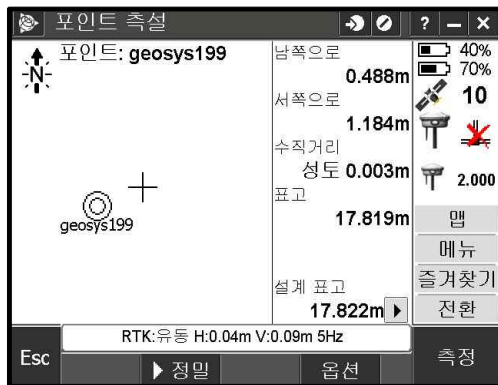 포인트 측설
? – ×
N
포인트: geosys199
geosys199
남쪽으로
0.488m
서쪽으로
1.184m
수직거리
성토 0.003m
표고
17.819m
설계 표고
17.822m
40%
70%
10
2.000
맵
메뉴
즐겨찾기
전환
측정
RTK:유동 H:0.04m V:0.09m 5Hz
Esc
정밀
옵션